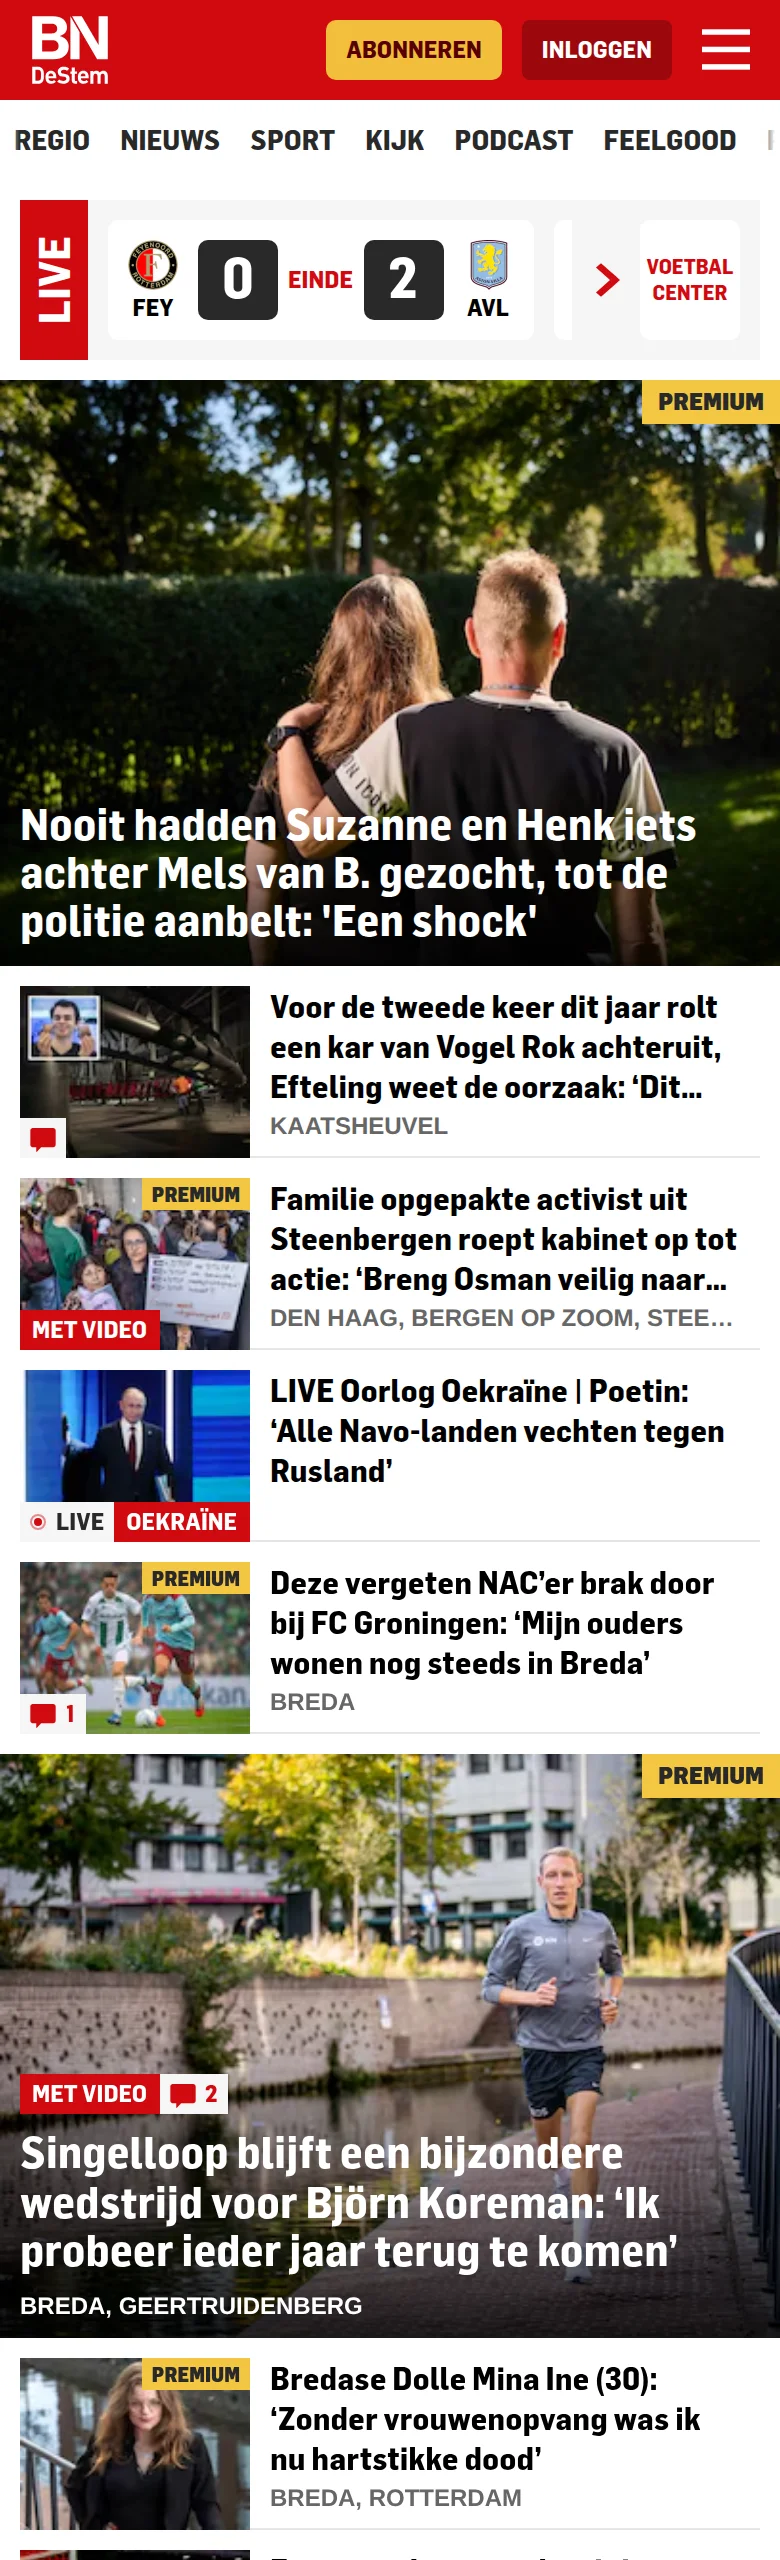 BN
DeStem
ABONNEREN
INLOGGEN
REGIO NIEUWS SPORT KIJK PODCAST FEELGOOD
LIVE
FEY
0
EINDE
2
AVL
VOETBAL
CENTER
PREMIUM
Nooit hadden Suzanne en Henk iets
achter Mels van B. gezocht, tot de
politie aanbelt: 'Een shock'
Voor de tweede keer dit jaar rolt
een kar van Vogel Rok achteruit,
Efteling weet de oorzaak: ‘Dit...
KAATSHEUVEL
PREMIUM
MET VIDEO
Familie opgepakte activist uit
Steenbergen roept kabinet op tot
actie: ‘Breng Osman veilig naar...
DEN HAAG, BERGEN OP ZOOM, STEE...
LIVE OEKRAÏNE
LIVE Oorlog Oekraïne | Poetin:
‘Alle Navo-landen vechten tegen
Rusland’
PREMIUM
1
Deze vergeten NAC’er brak door
bij FC Groningen: ‘Mijn ouders
wonen nog steeds in Breda’
BREDA
PREMIUM
MET VIDEO 2
Singelloop blijft een bijzondere
wedstrijd voor Björn Koreman: ‘Ik
probeer ieder jaar terug te komen’
BREDA, GEERTRUIDENBERG
PREMIUM
Bredase Dolle Mina Ine (30):
‘Zonder vrouwenopvang was ik
nu hartstikke dood’
BREDA, ROTTERDAM